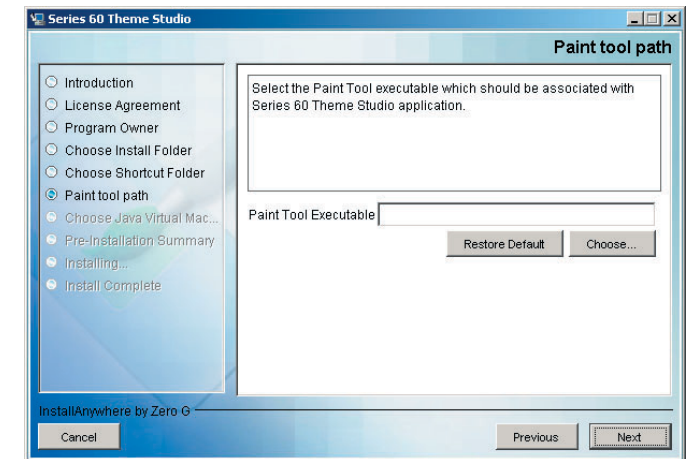 Series 60 Theme Studio
Paint tool path
Introduction
License Agreement
Program Owner
Choose Install Folder
Choose Shortcut Folder
Paint tool path
Choose Java Virtual Mac...
Pre-Installation Summary
Installing...
Install Complete
Select the Paint Tool executable which should be associated with
Series 60 Theme Studio application.
Paint Tool Executable
Restore Default
Choose...
InstallAnywhere by Zero G
Cancel
Previous
Next